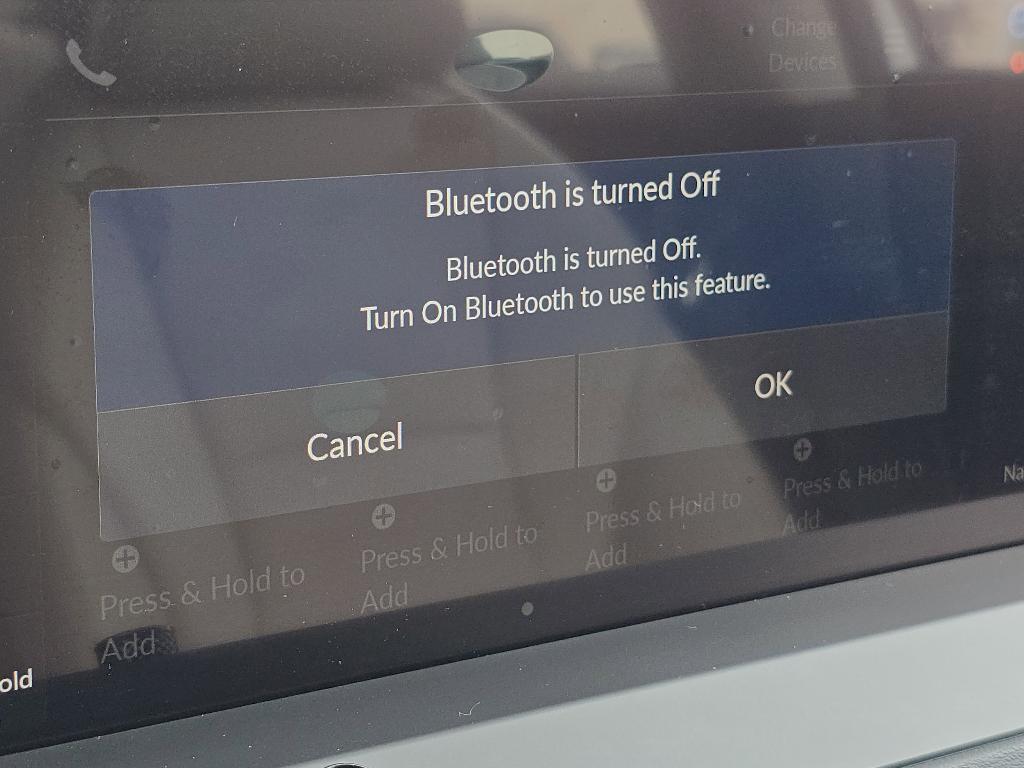 Change
Devices
Bluetooth is turned Off
Bluetooth is turned Off.
Turn On Bluetooth to use this feature.
Cancel
OK
Press & Hold to
Add
Press & Hold to
Add
Press & Hold to
Add
Press & Hold to
Add
Na
old